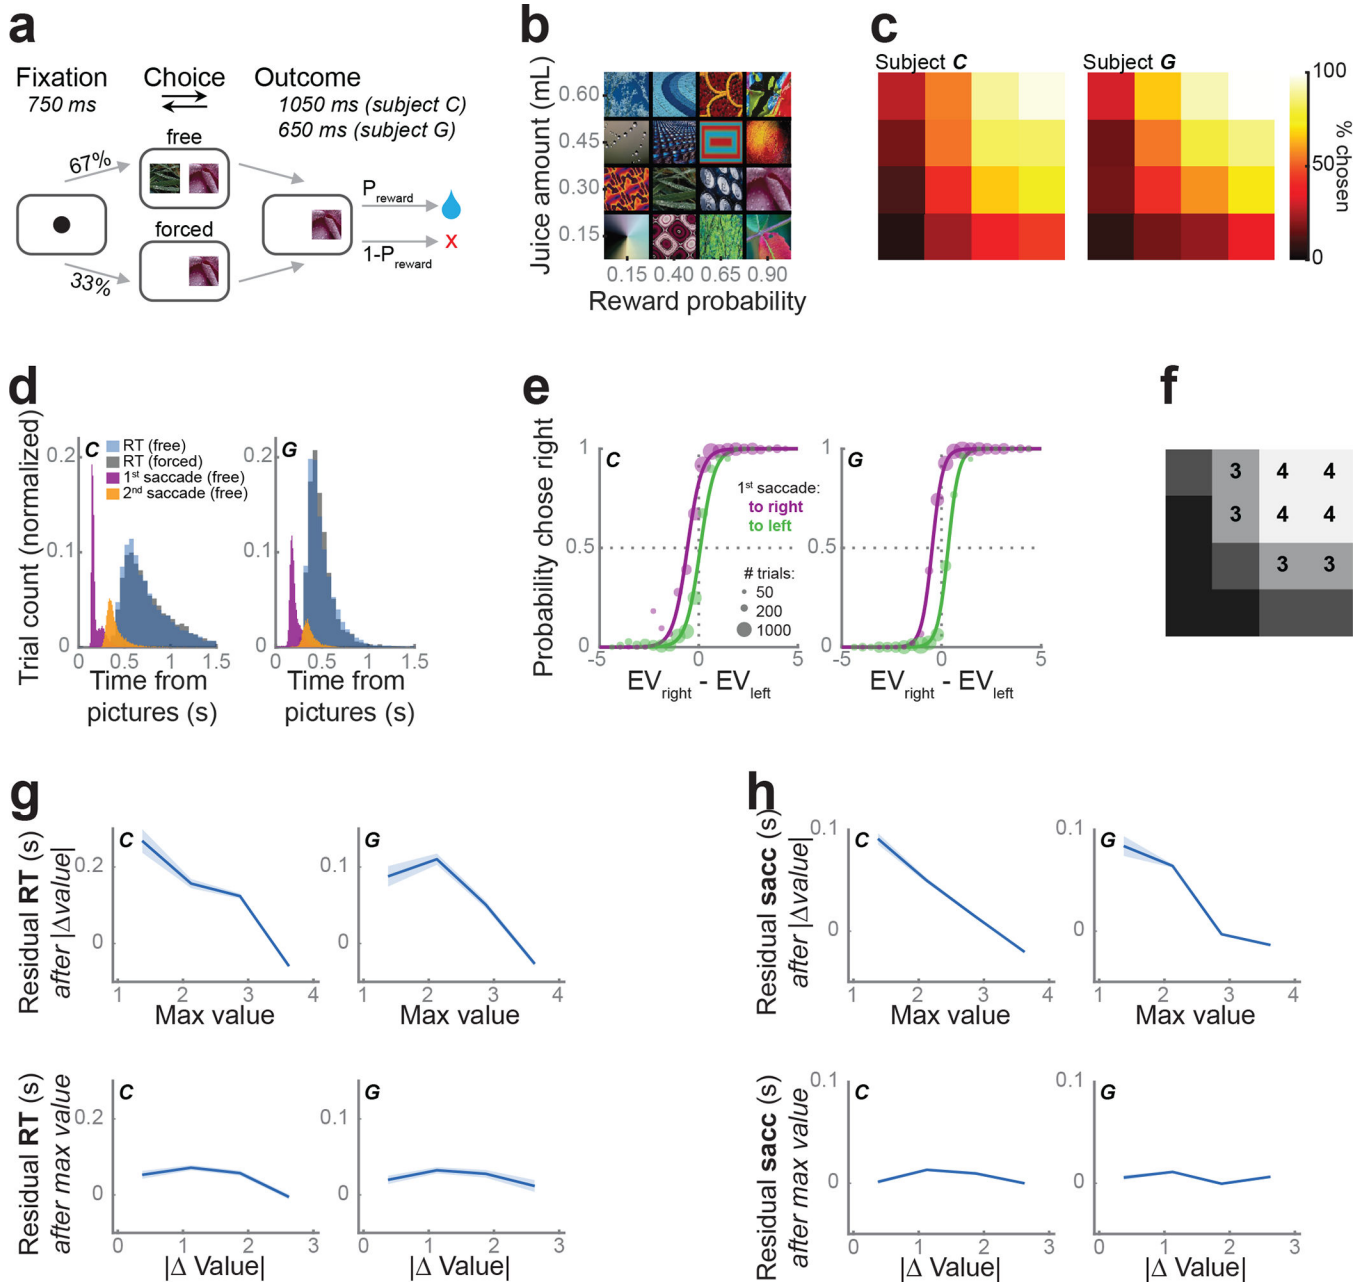 a
Fixation
750 ms
Choice
Outcome
1050 ms (subject C)
650 ms (subject G)
free
67%
forced
33%
Preward
X
1-Preward
b
Juice amount (mL)
0.60
0.45
0.30
0.15
0.15 0.40 0.65 0.90
Reward probability
c
Subject C
Subject G
100
50
0
% chosen
d
Trial count (normalized)
C
RT (free)
RT (forced)
1st saccade (free)
2nd saccade (free)
G
0.2
0.1
0
0 0.5 1 1.5
Time from
pictures (s)
0.2
0.1
0
0 0.5 1 1.5
Time from
pictures (s)
e
Probability chose right
C
1
0.5
0
1st saccade:
to right
to left
# trials:
50
200
1000
-5 0 5
EVright - EVleft
G
1
0.5
0
-5 0 5
EVright - EVleft
f
3 4 4
3 4 4
3 3
g
Residual RT (s)
after |Δvalue|
C
0.2
0
1 2 3 4
Max value
G
0.1
0
1 2 3 4
Max value
Residual RT (s)
after max value
C
0.2
0
0 1 2 3
|Δ Value|
G
0.1
0
0 1 2 3
|Δ Value|
h
Residual sacc (s)
after |Δvalue|
C
0.1
0
1 2 3 4
Max value
G
0.1
0
1 2 3 4
Max value
Residual sacc (s)
after max value
C
0.1
0
0 1 2 3
|Δ Value|
G
0.1
0
0 1 2 3
|Δ Value|